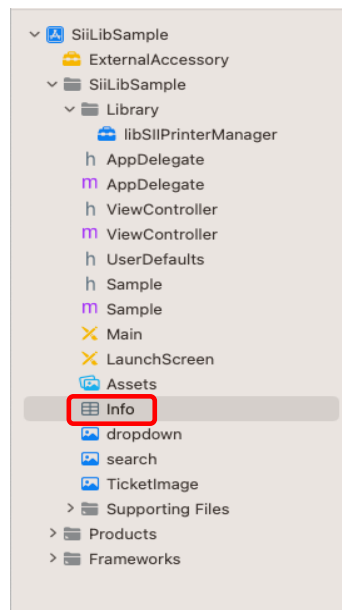 SiiLibSample
ExternalAccessory
SiiLibSample
Library
libSIIPrinterManager
h AppDelegate
m AppDelegate
h ViewController
m ViewController
h UserDefaults
h Sample
m Sample
Main
LaunchScreen
Assets
Info
dropdown
search
TicketImage
Supporting Files
Products
Frameworks